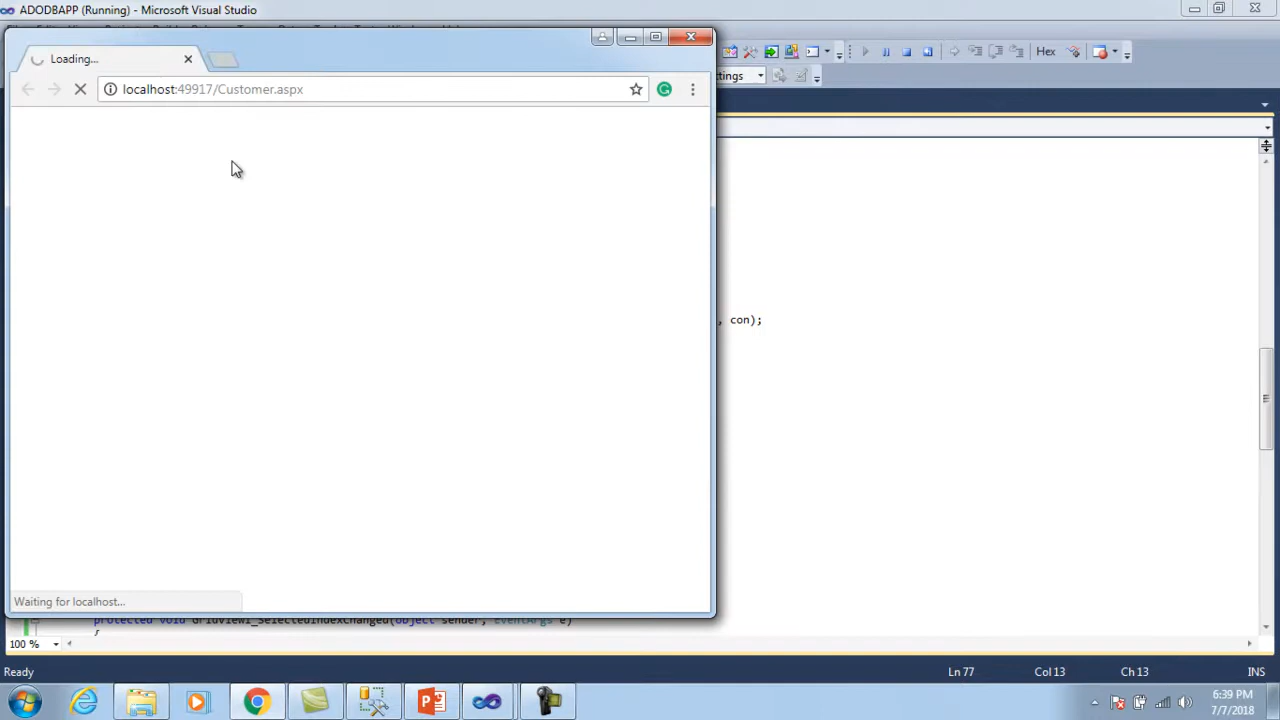 ADODBAPP (Running) - Microsoft Visual Studio
Loading...
localhost:49917/Customer.aspx
Hex
ttings
, con);
Waiting for localhost...
protected void GridView1_SelectedIndexChanged(object sender, EventArgs e)
}
100 %
Ready
Ln 77
Col 13
Ch 13
INS
6:39 PM
7/7/2018